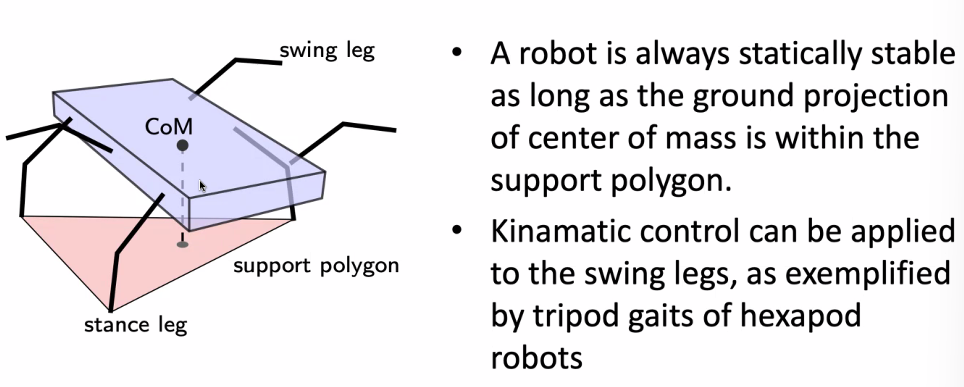 swing leg
CoM
support polygon
stance leg
• A robot is always statically stable
as long as the ground projection
of center of mass is within the
support polygon.
• Kinamatic control can be applied
to the swing legs, as exemplified
by tripod gaits of hexapod
robots